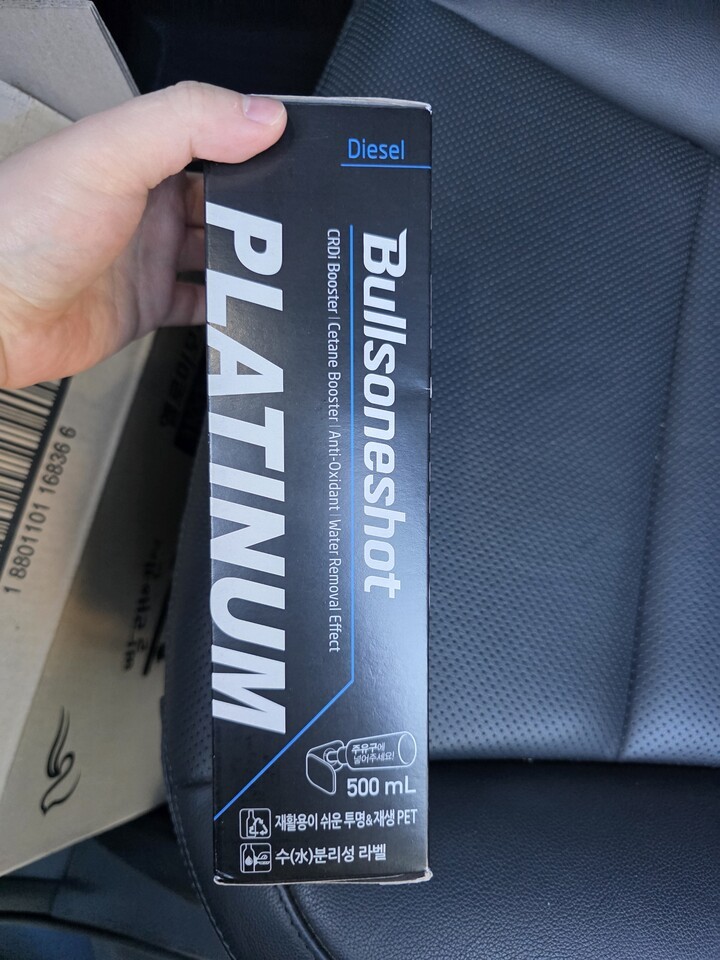 Diesel
Bullsoneshot
CRDi Booster | Cetane Booster | Anti-Oxidant | Water Removal Effect
PLATINUM
주유구에
넣어주세요!
500 mL
재활용이 쉬운 투명&재생 PET
수(水)분리성 라벨
1 8801101 16836 6